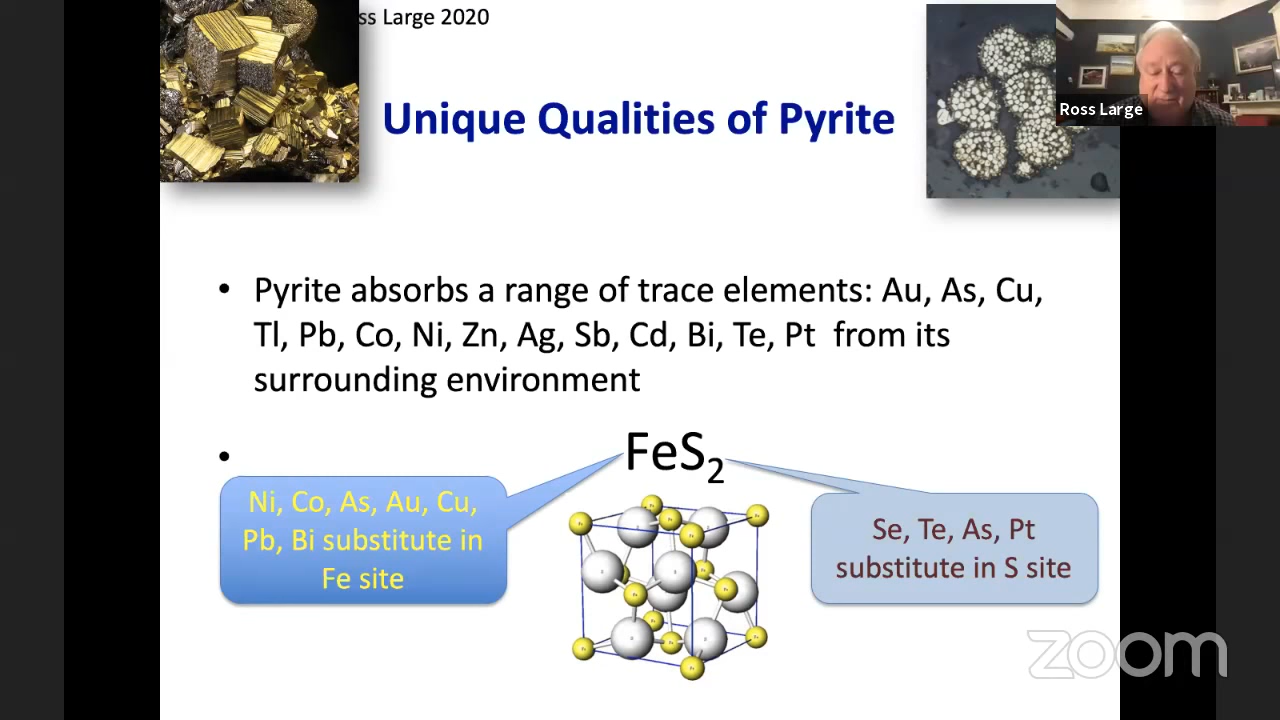 ss Large 2020
Ross Large
Unique Qualities of Pyrite
• Pyrite absorbs a range of trace elements: Au, As, Cu,
Tl, Pb, Co, Ni, Zn, Ag, Sb, Cd, Bi, Te, Pt from its
surrounding environment
• FeS₂
Ni, Co, As, Au, Cu,
Pb, Bi substitute in
Fe site
Se, Te, As, Pt
substitute in S site
zoom